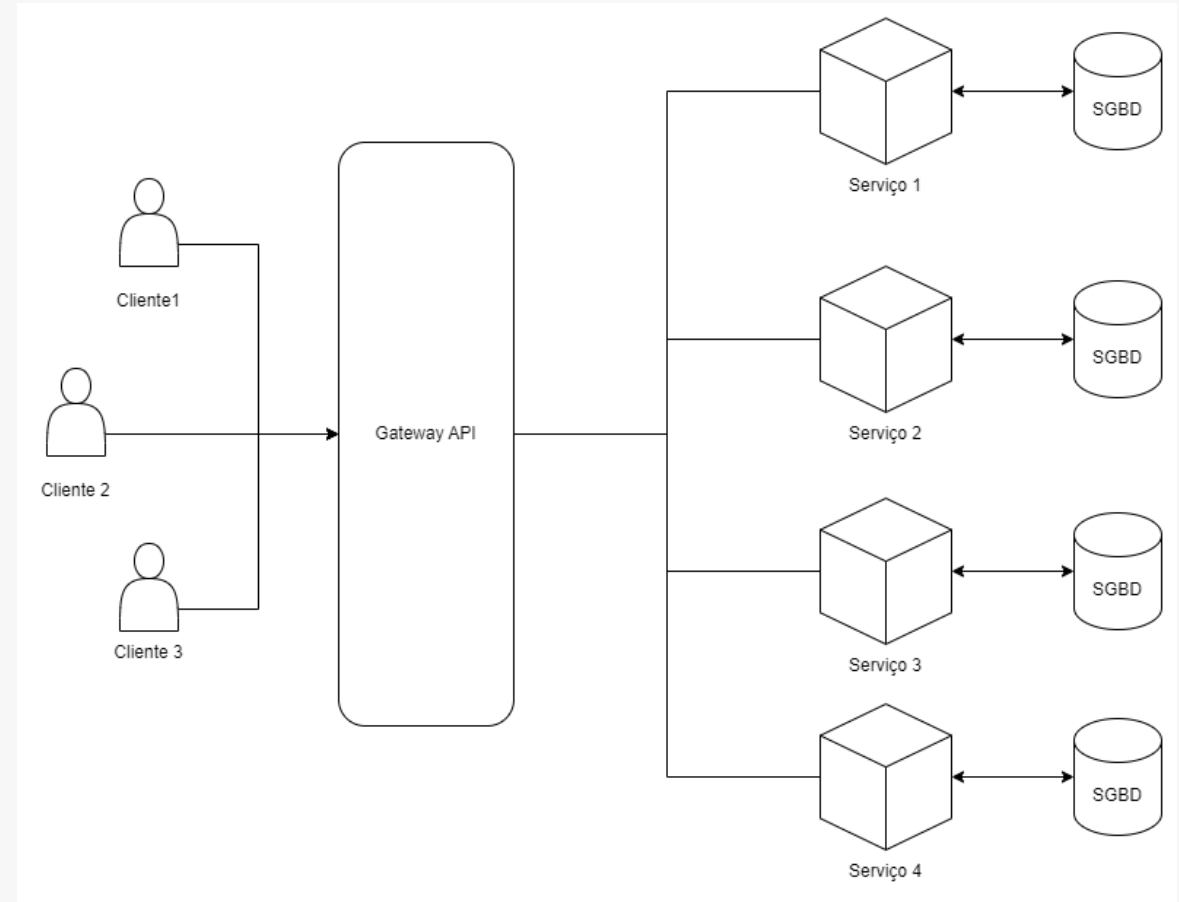 Cliente1
Cliente 2
Cliente 3
Gateway API
Serviço 1
SGBD
Serviço 2
SGBD
Serviço 3
SGBD
Serviço 4
SGBD